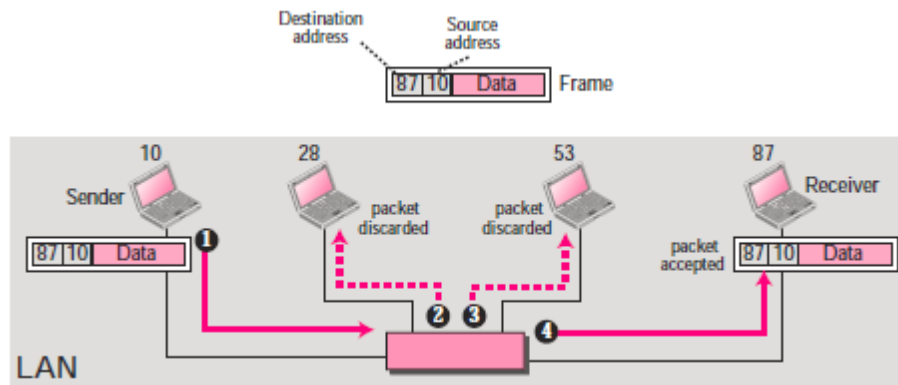 Destination
address
Source
address
87 10 Data
Frame
10
28
53
87
Sender
packet
discarded
packet
discarded
Receiver
87 10 Data
1
packet
accepted
87 10 Data
2
3
4
LAN